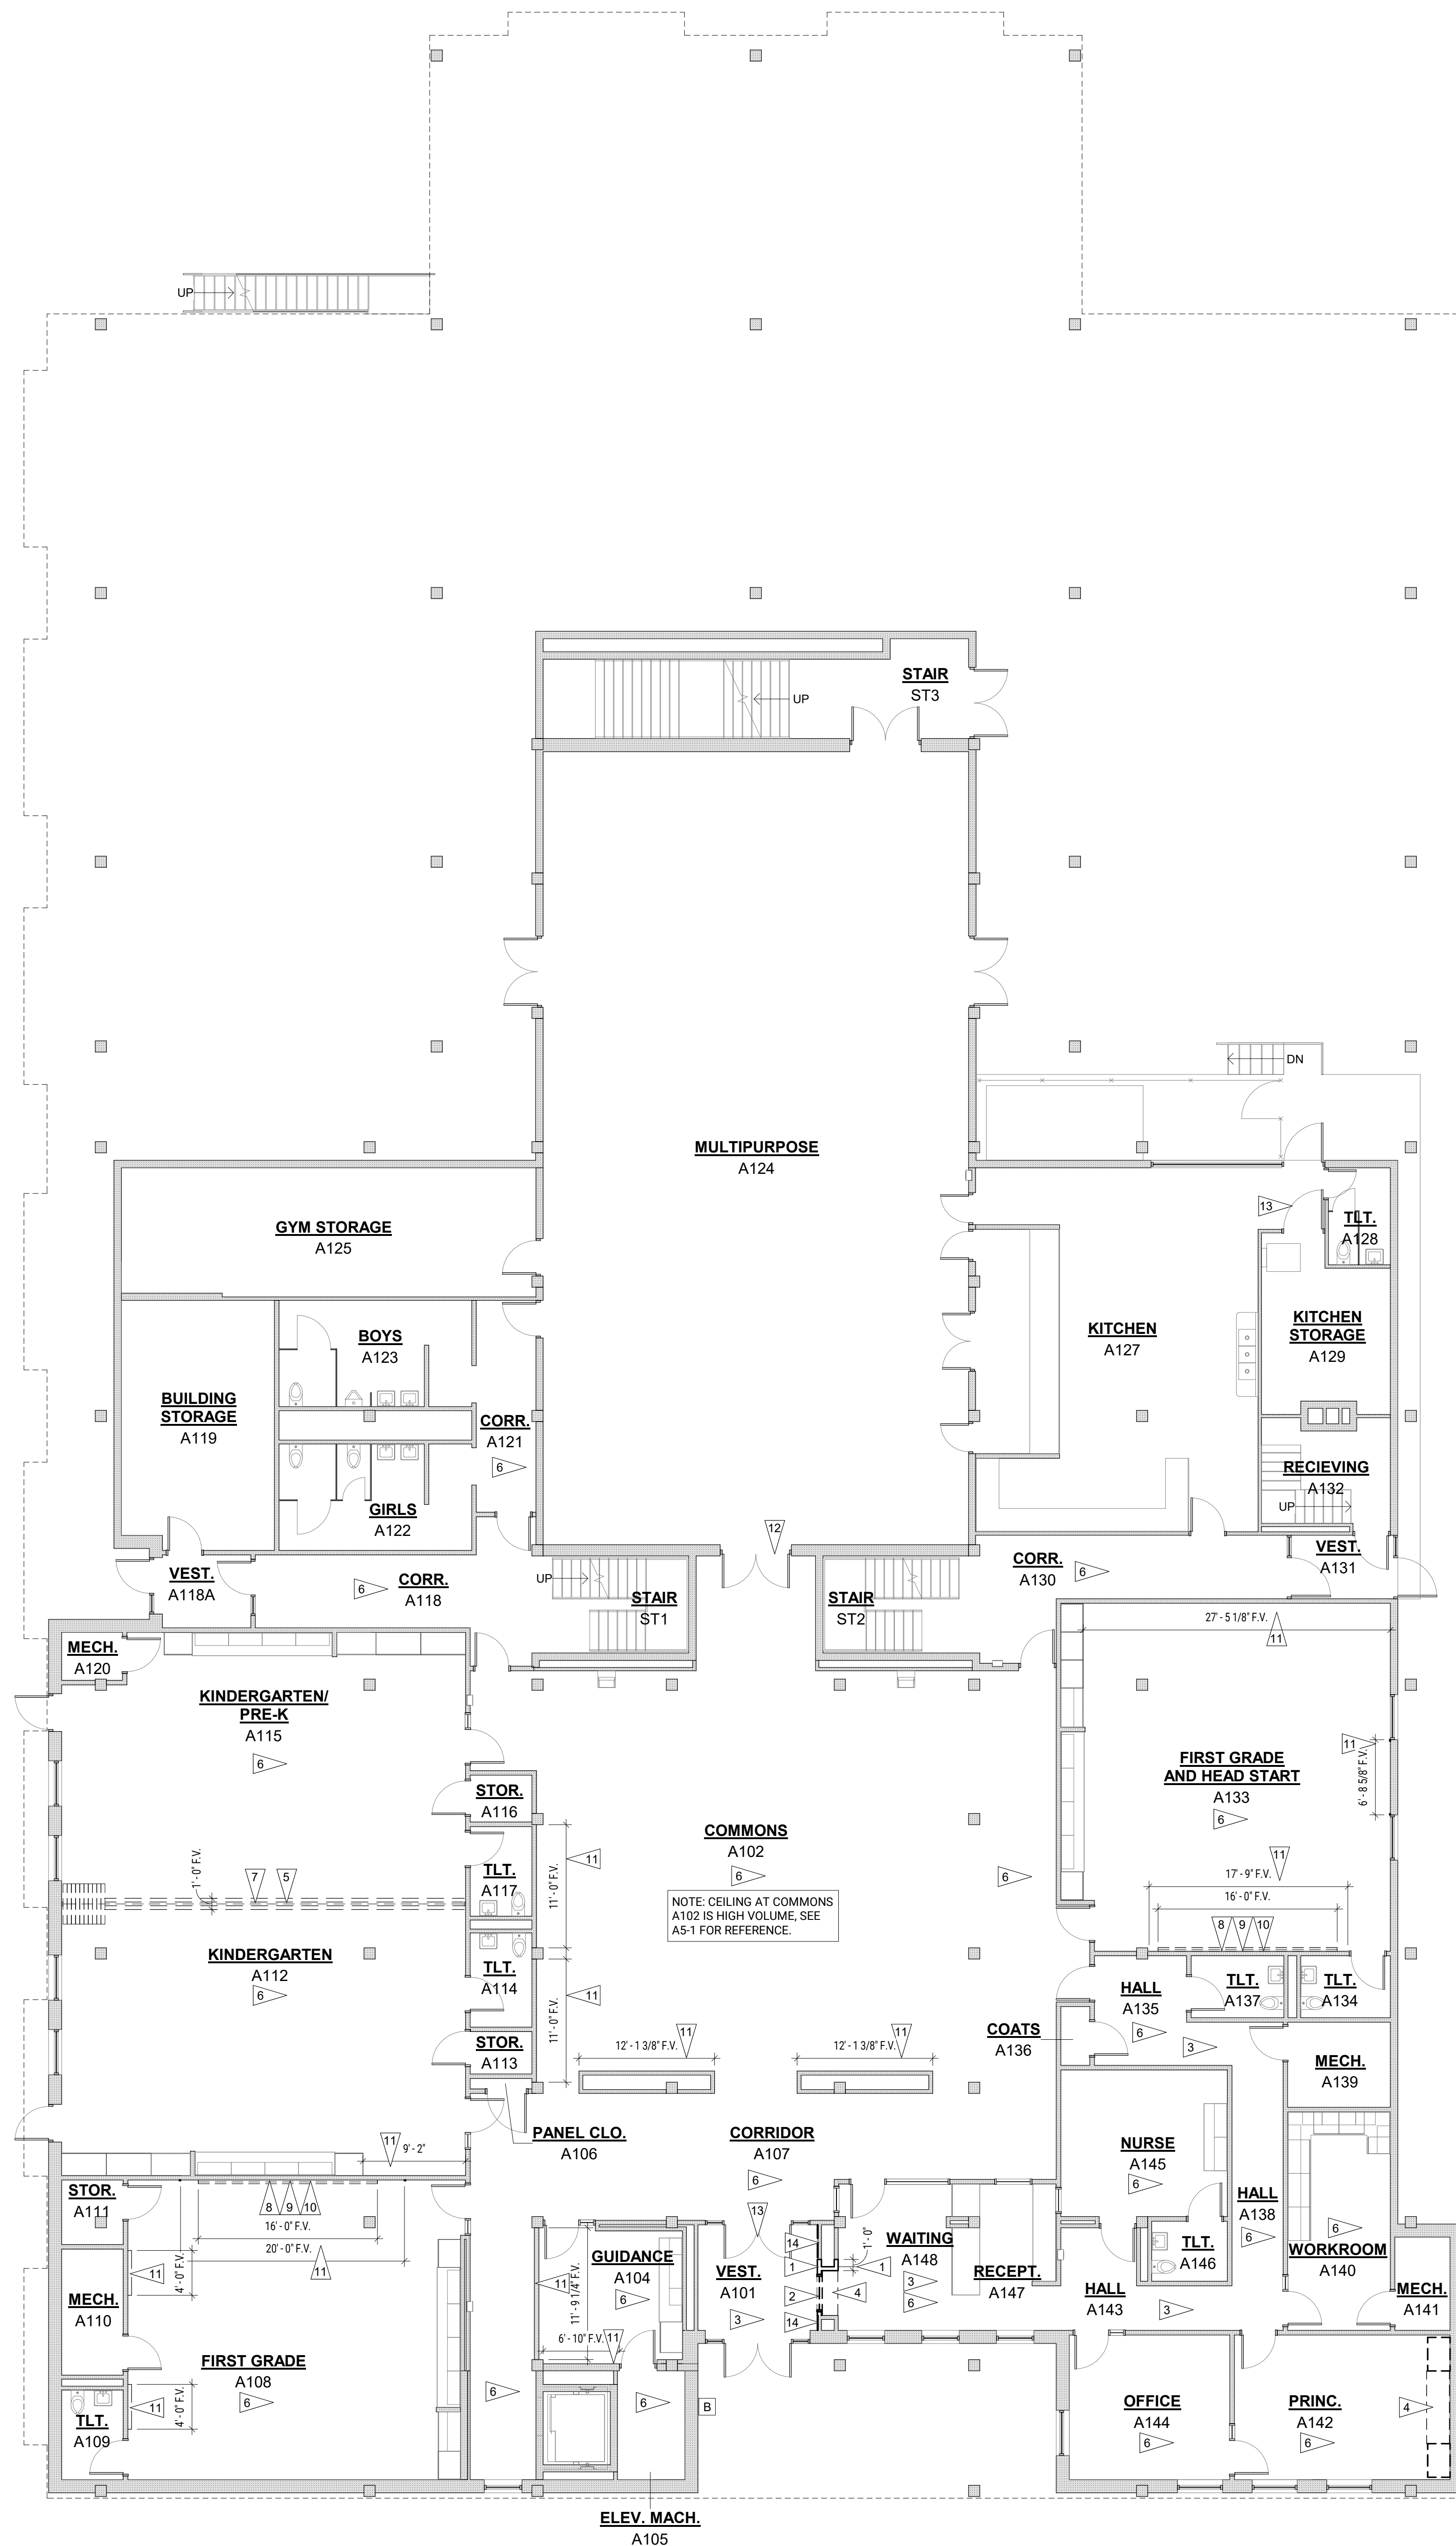 UP
STAIR
ST3
UP
DN
MULTIPURPOSE
A124
GYM STORAGE
A125
13
TLT.
A128
BOYS
A123
KITCHEN
A127
KITCHEN
STORAGE
A129
BUILDING
STORAGE
A119
CORR.
A121
6
GIRLS
A122
RECIEVING
A132
UP
12
VEST.
A118A
6
CORR.
A118
UP
STAIR
ST1
STAIR
ST2
CORR.
A130
6
VEST.
A131
MECH.
A120
27' - 5 1/8" F.V.
11
KINDERGARTEN/
PRE-K
A115
6
STOR.
A116
FIRST GRADE
AND HEAD START
A133
6
11
6' - 8 5/8" F.V.
COMMONS
A102
6
6
NOTE: CEILING AT COMMONS
A102 IS HIGH VOLUME, SEE
A5-1 FOR REFERENCE.
11
11' - 0" F.V.
TLT.
A117
1' - 0" F.V.
7
5
11
17' - 9" F.V.
16' - 0" F.V.
8
9
10
KINDERGARTEN
A112
6
TLT.
A114
11
11' - 0" F.V.
STOR.
A113
HALL
A135
6
TLT.
A137
TLT.
A134
COATS
A136
3
12' - 1 3/8" F.V.
11
12' - 1 3/8" F.V.
11
MECH.
A139
PANEL CLO.
A106
CORRIDOR
A107
6
NURSE
A145
6
11
9' - 2"
STOR.
A111
8
9
10
16' - 0" F.V.
20' - 0" F.V.
11
4' - 0" F.V.
11
MECH.
A110
HALL
A138
6
6
WORKROOM
A140
13
14
1' - 0"
WAITING
A148
3
6
1
1
2
4
14
RECEPT.
A147
TLT.
A146
GUIDANCE
A104
6
11
11' - 9 1/4" F.V.
6' - 10" F.V.
11
VEST.
A101
3
HALL
A143
3
MECH.
A141
FIRST GRADE
A108
6
11
4' - 0" F.V.
TLT.
A109
6
6
B
OFFICE
A144
6
PRINC.
A142
6
4
ELEV. MACH.
A105